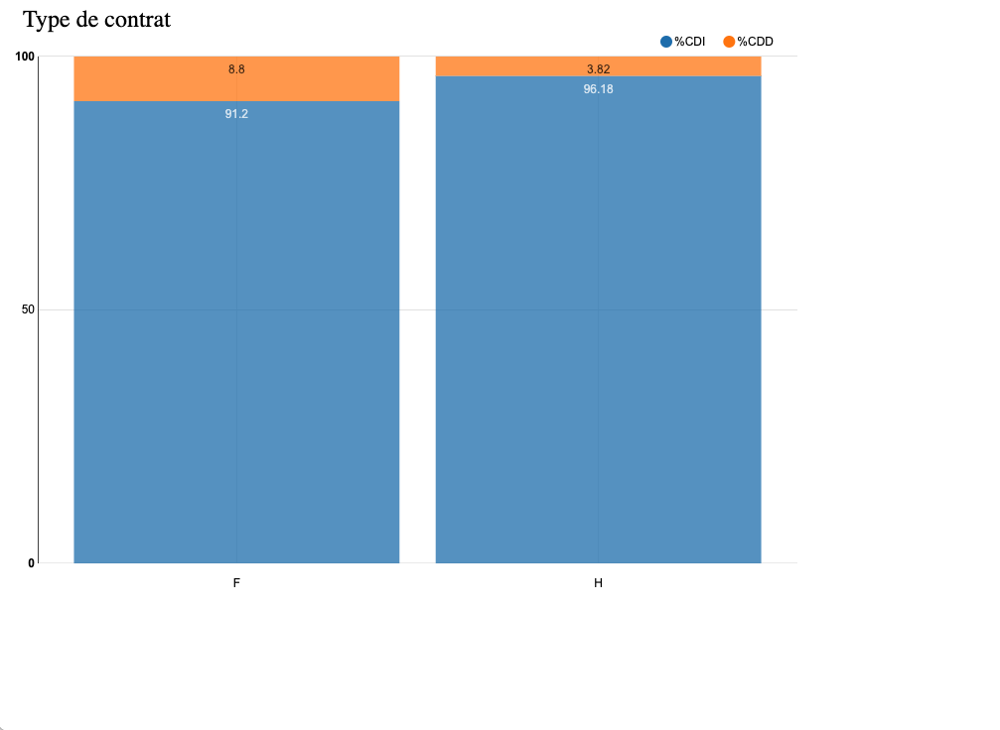 Type de contrat
%CDI %CDD
100
8.8 3.82
91.2 96.18
50
0
F H